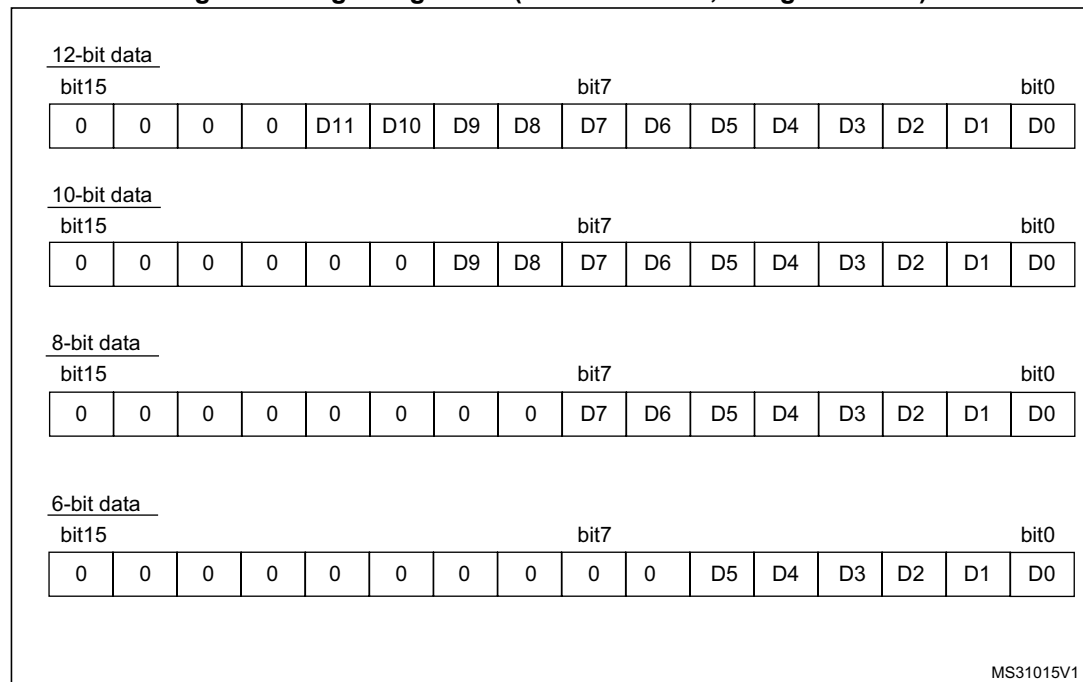 12-bit data
bit15 bit7 bit0
0 0 0 0 D11 D10 D9 D8 D7 D6 D5 D4 D3 D2 D1 D0
10-bit data
bit15 bit7 bit0
0 0 0 0 0 0 D9 D8 D7 D6 D5 D4 D3 D2 D1 D0
8-bit data
bit15 bit7 bit0
0 0 0 0 0 0 0 0 D7 D6 D5 D4 D3 D2 D1 D0
6-bit data
bit15 bit7 bit0
0 0 0 0 0 0 0 0 0 0 D5 D4 D3 D2 D1 D0
MS31015V1